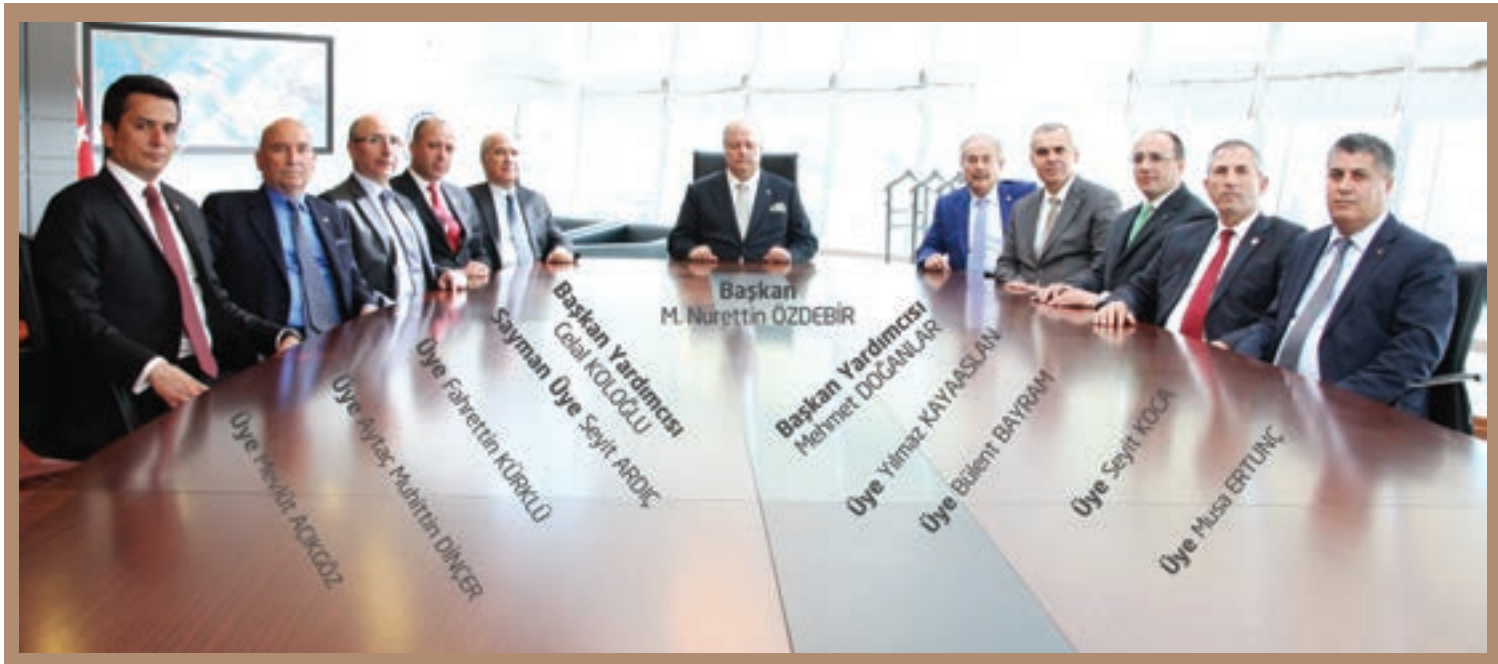 Üye Mevlüt AÇIKGÖZ
Üye Aytaç Muhittin DİNÇER
Üye Fahrettin KÜRKLÜ
Sayman Üye Seyit ARDIÇ
Başkan Yardımcısı
Celal KOLOĞLU
Başkan
M. Nurettin ÖZDEBİR
Başkan Yardımcısı
Mehmet DOĞANLAR
Üye Yılmaz KAYAASLAN
Üye Bülent BAYRAM
Üye Seyit KOCA
Üye Musa ERTUNÇ